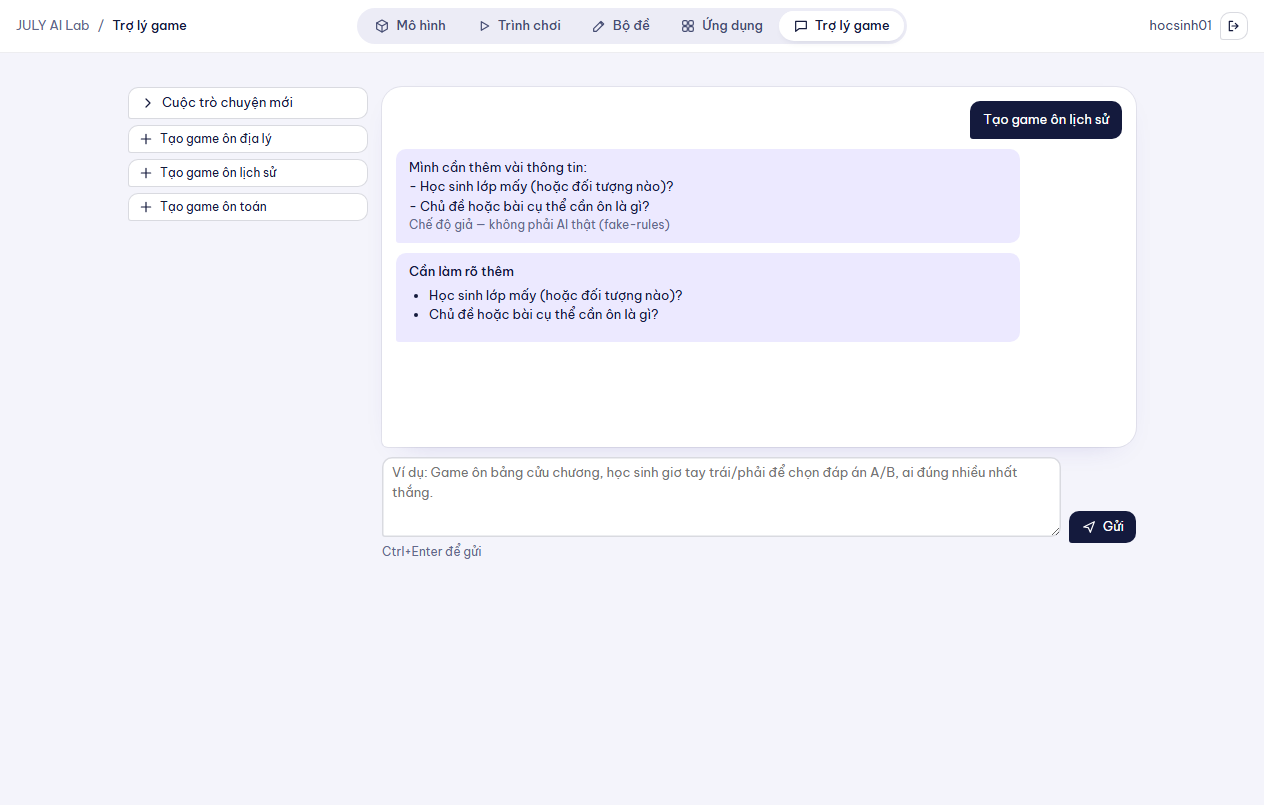 JULY AI Lab / Trợ lý game
Mô hình
Trình chơi
Bộ đề
Ứng dụng
Trợ lý game
hocsinh01
Cuộc trò chuyện mới
Tạo game ôn địa lý
Tạo game ôn lịch sử
Tạo game ôn toán
Tạo game ôn lịch sử
Mình cần thêm vài thông tin:
- Học sinh lớp mấy (hoặc đối tượng nào)?
- Chủ đề hoặc bài cụ thể cần ôn là gì?
Chế độ giả — không phải AI thật (fake-rules)
Cần làm rõ thêm
• Học sinh lớp mấy (hoặc đối tượng nào)?
• Chủ đề hoặc bài cụ thể cần ôn là gì?
Ví dụ: Game ôn bảng cửu chương, học sinh giơ tay trái/phải để chọn đáp án A/B, ai đúng nhiều nhất
thắng.
Gửi
Ctrl+Enter để gửi